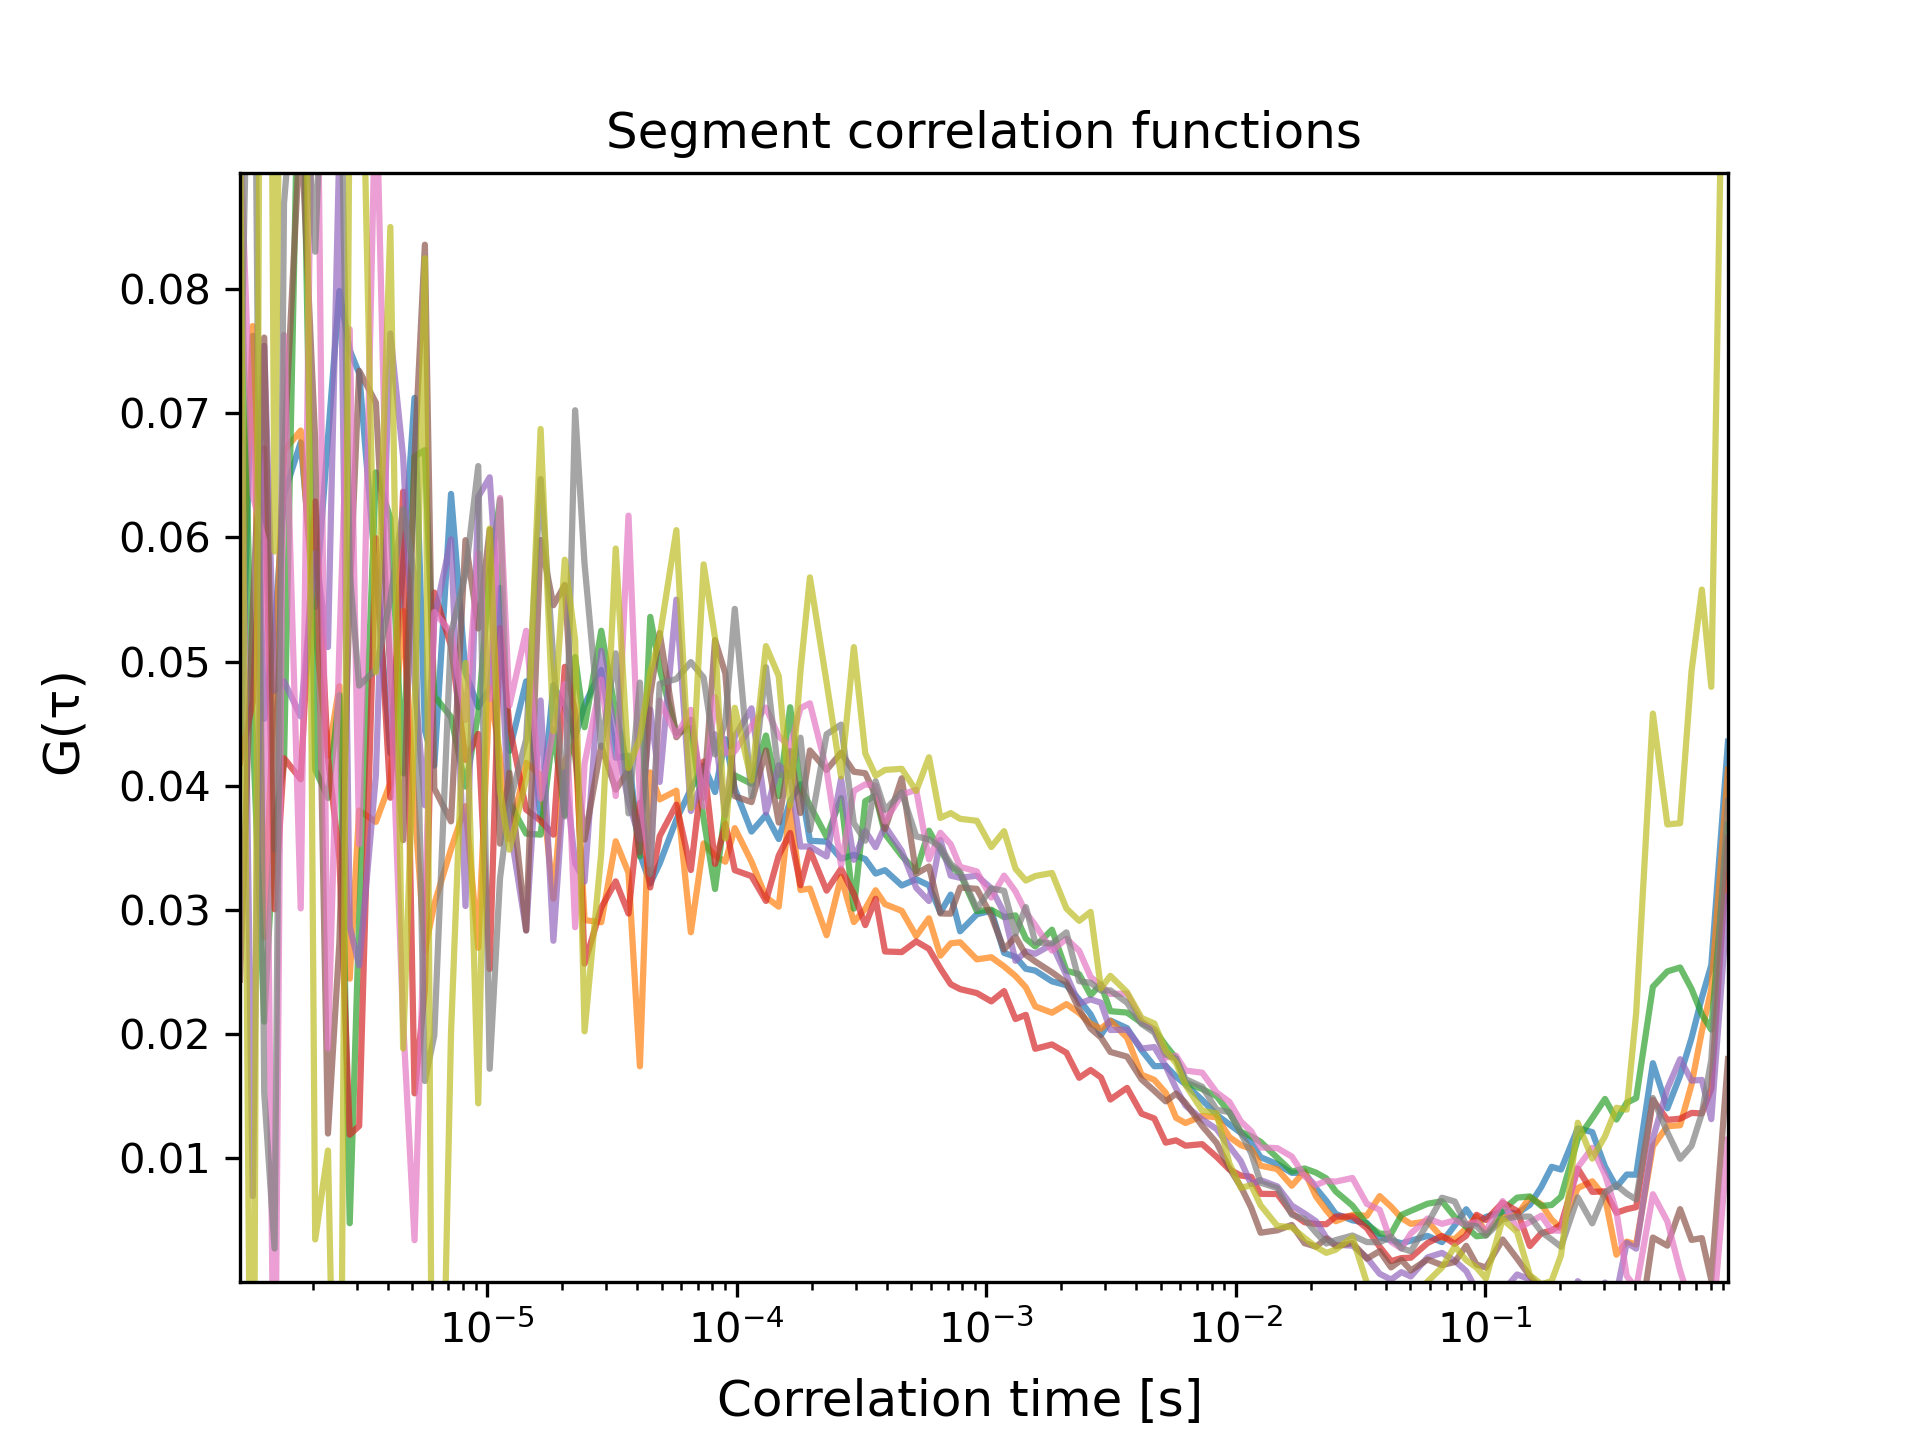 Segment correlation functions
G(τ)
0.08
0.07
0.06
0.05
0.04
0.03
0.02
0.01
10⁻⁵ 10⁻⁴ 10⁻³ 10⁻² 10⁻¹
Correlation time [s]